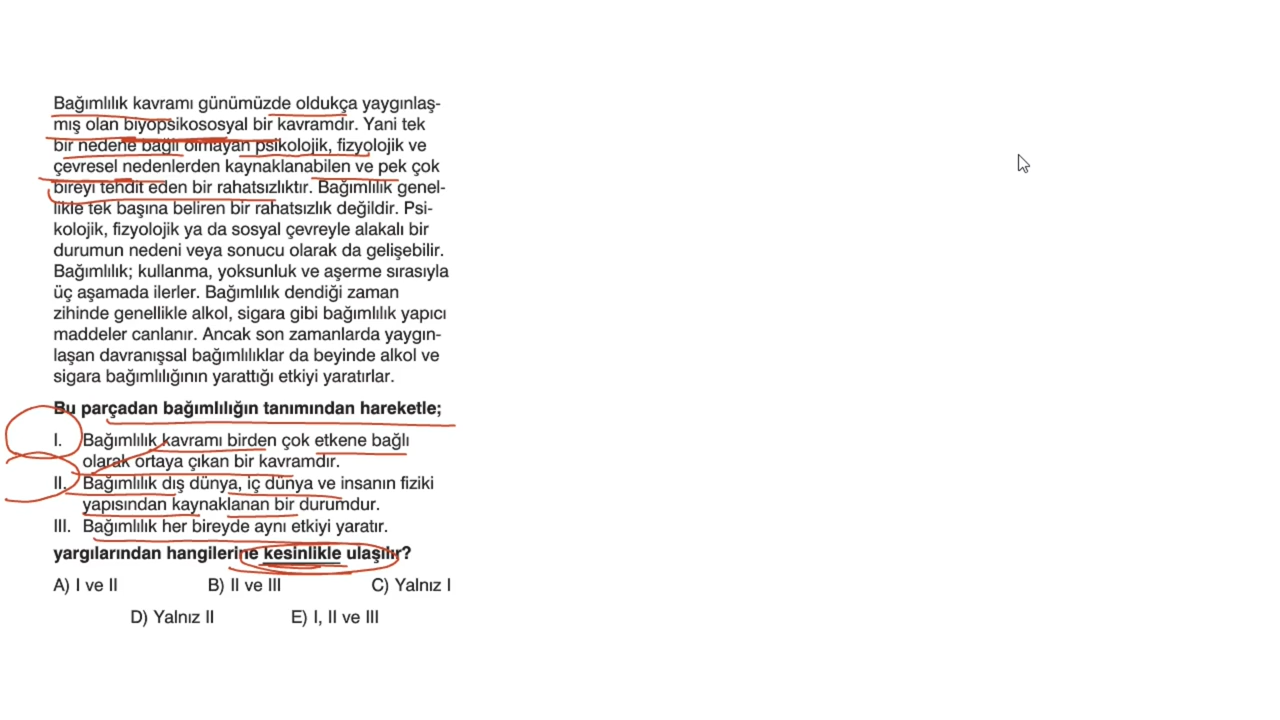 Bağımlılık kavramı günümüzde oldukça yaygınlaş-
mış olan biyopsikososyal bir kavramdır. Yani tek
bir nedene bağlı olmayan psikolojik, fizyolojik ve
çevresel nedenlerden kaynaklanabilen ve pek çok
bireyi tehdit eden bir rahatsızlıktır. Bağımlılık genel-
likle tek başına beliren bir rahatsızlık değildir. Psi-
kolojik, fizyolojik ya da sosyal çevreyle alakalı bir
durumun nedeni veya sonucu olarak da gelişebilir.
Bağımlılık; kullanma, yoksunluk ve aşerme sırasıyla
üç aşamada ilerler. Bağımlılık dendiği zaman
zihinde genellikle alkol, sigara gibi bağımlılık yapıcı
maddeler canlanır. Ancak son zamanlarda yaygın-
laşan davranışsal bağımlılıklar da beyinde alkol ve
sigara bağımlılığının yarattığı etkiyi yaratırlar.
Bu parçadan bağımlılığın tanımından hareketle;
I. Bağımlılık kavramı birden çok etkene bağlı
olarak ortaya çıkan bir kavramdır.
II. Bağımlılık dış dünya, iç dünya ve insanın fiziki
yapısından kaynaklanan bir durumdur.
III. Bağımlılık her bireyde aynı etkiyi yaratır.
yargılarından hangilerine kesinlikle ulaşılır?
A) I ve II B) II ve III C) Yalnız I
D) Yalnız II E) I, II ve III